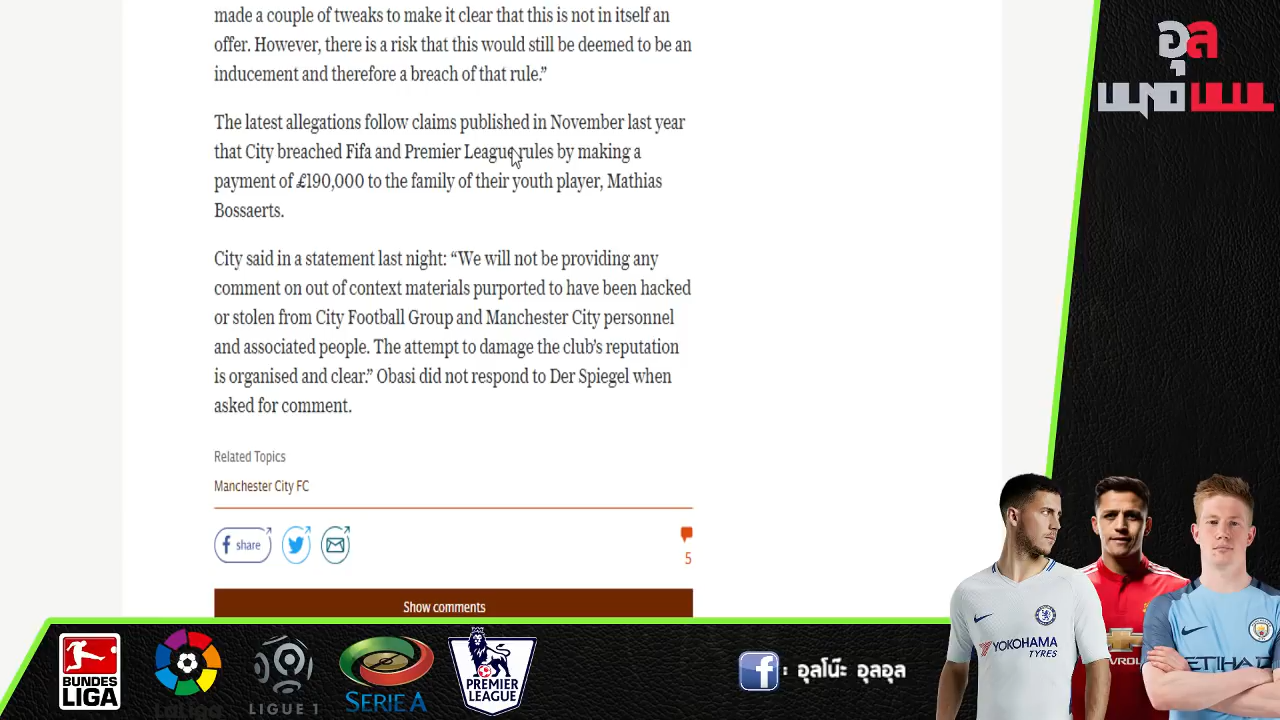 made a couple of tweaks to make it clear that this is not in itself an
offer. However, there is a risk that this would still be deemed to be an
inducement and therefore a breach of that rule.”
The latest allegations follow claims published in November last year
that City breached Fifa and Premier League rules by making a
payment of £190,000 to the family of their youth player, Mathias
Bossaerts.
City said in a statement last night: “We will not be providing any
comment on out of context materials purported to have been hacked
or stolen from City Football Group and Manchester City personnel
and associated people. The attempt to damage the club’s reputation
is organised and clear.” Obasi did not respond to Der Spiegel when
asked for comment.
Related Topics
Manchester City FC
share
5
Show comments
อุล
BUNDES
LIGA
LaLiga
LIGUE 1
SERIE A
PREMIER
LEAGUE
: อุลโน๊ะ อุลอุล
YOKOHAMA
TYRES
ETIHAD